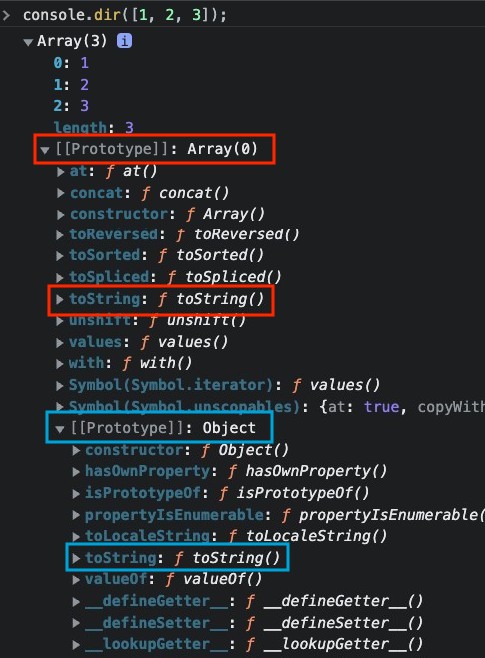 > console.dir([1, 2, 3]);
▼ Array(3) i
0: 1
1: 2
2: 3
length: 3
▼ [[Prototype]]: Array(0)
▶ at: ƒ at()
▶ concat: ƒ concat()
▶ constructor: ƒ Array()
▶ toReversed: ƒ toReversed()
▶ toSorted: ƒ toSorted()
▶ toSpliced: ƒ toSpliced()
▶ toString: ƒ toString()
▶ unshift: ƒ unshift()
▶ values: ƒ values()
▶ with: ƒ with()
▶ Symbol(Symbol.iterator): ƒ values()
▶ Symbol(Symbol.unscopables): {at: true, copyWith
▼ [[Prototype]]: Object
▶ constructor: ƒ Object()
▶ hasOwnProperty: ƒ hasOwnProperty()
▶ isPrototypeOf: ƒ isPrototypeOf()
▶ propertyIsEnumerable: ƒ propertyIsEnumerable(
▶ toLocaleString: ƒ toLocaleString()
▶ toString: ƒ toString()
▶ valueOf: ƒ valueOf()
▶ __defineGetter__: ƒ __defineGetter__()
▶ __defineSetter__: ƒ __defineSetter__()
▶ __lookupGetter__: ƒ __lookupGetter__()